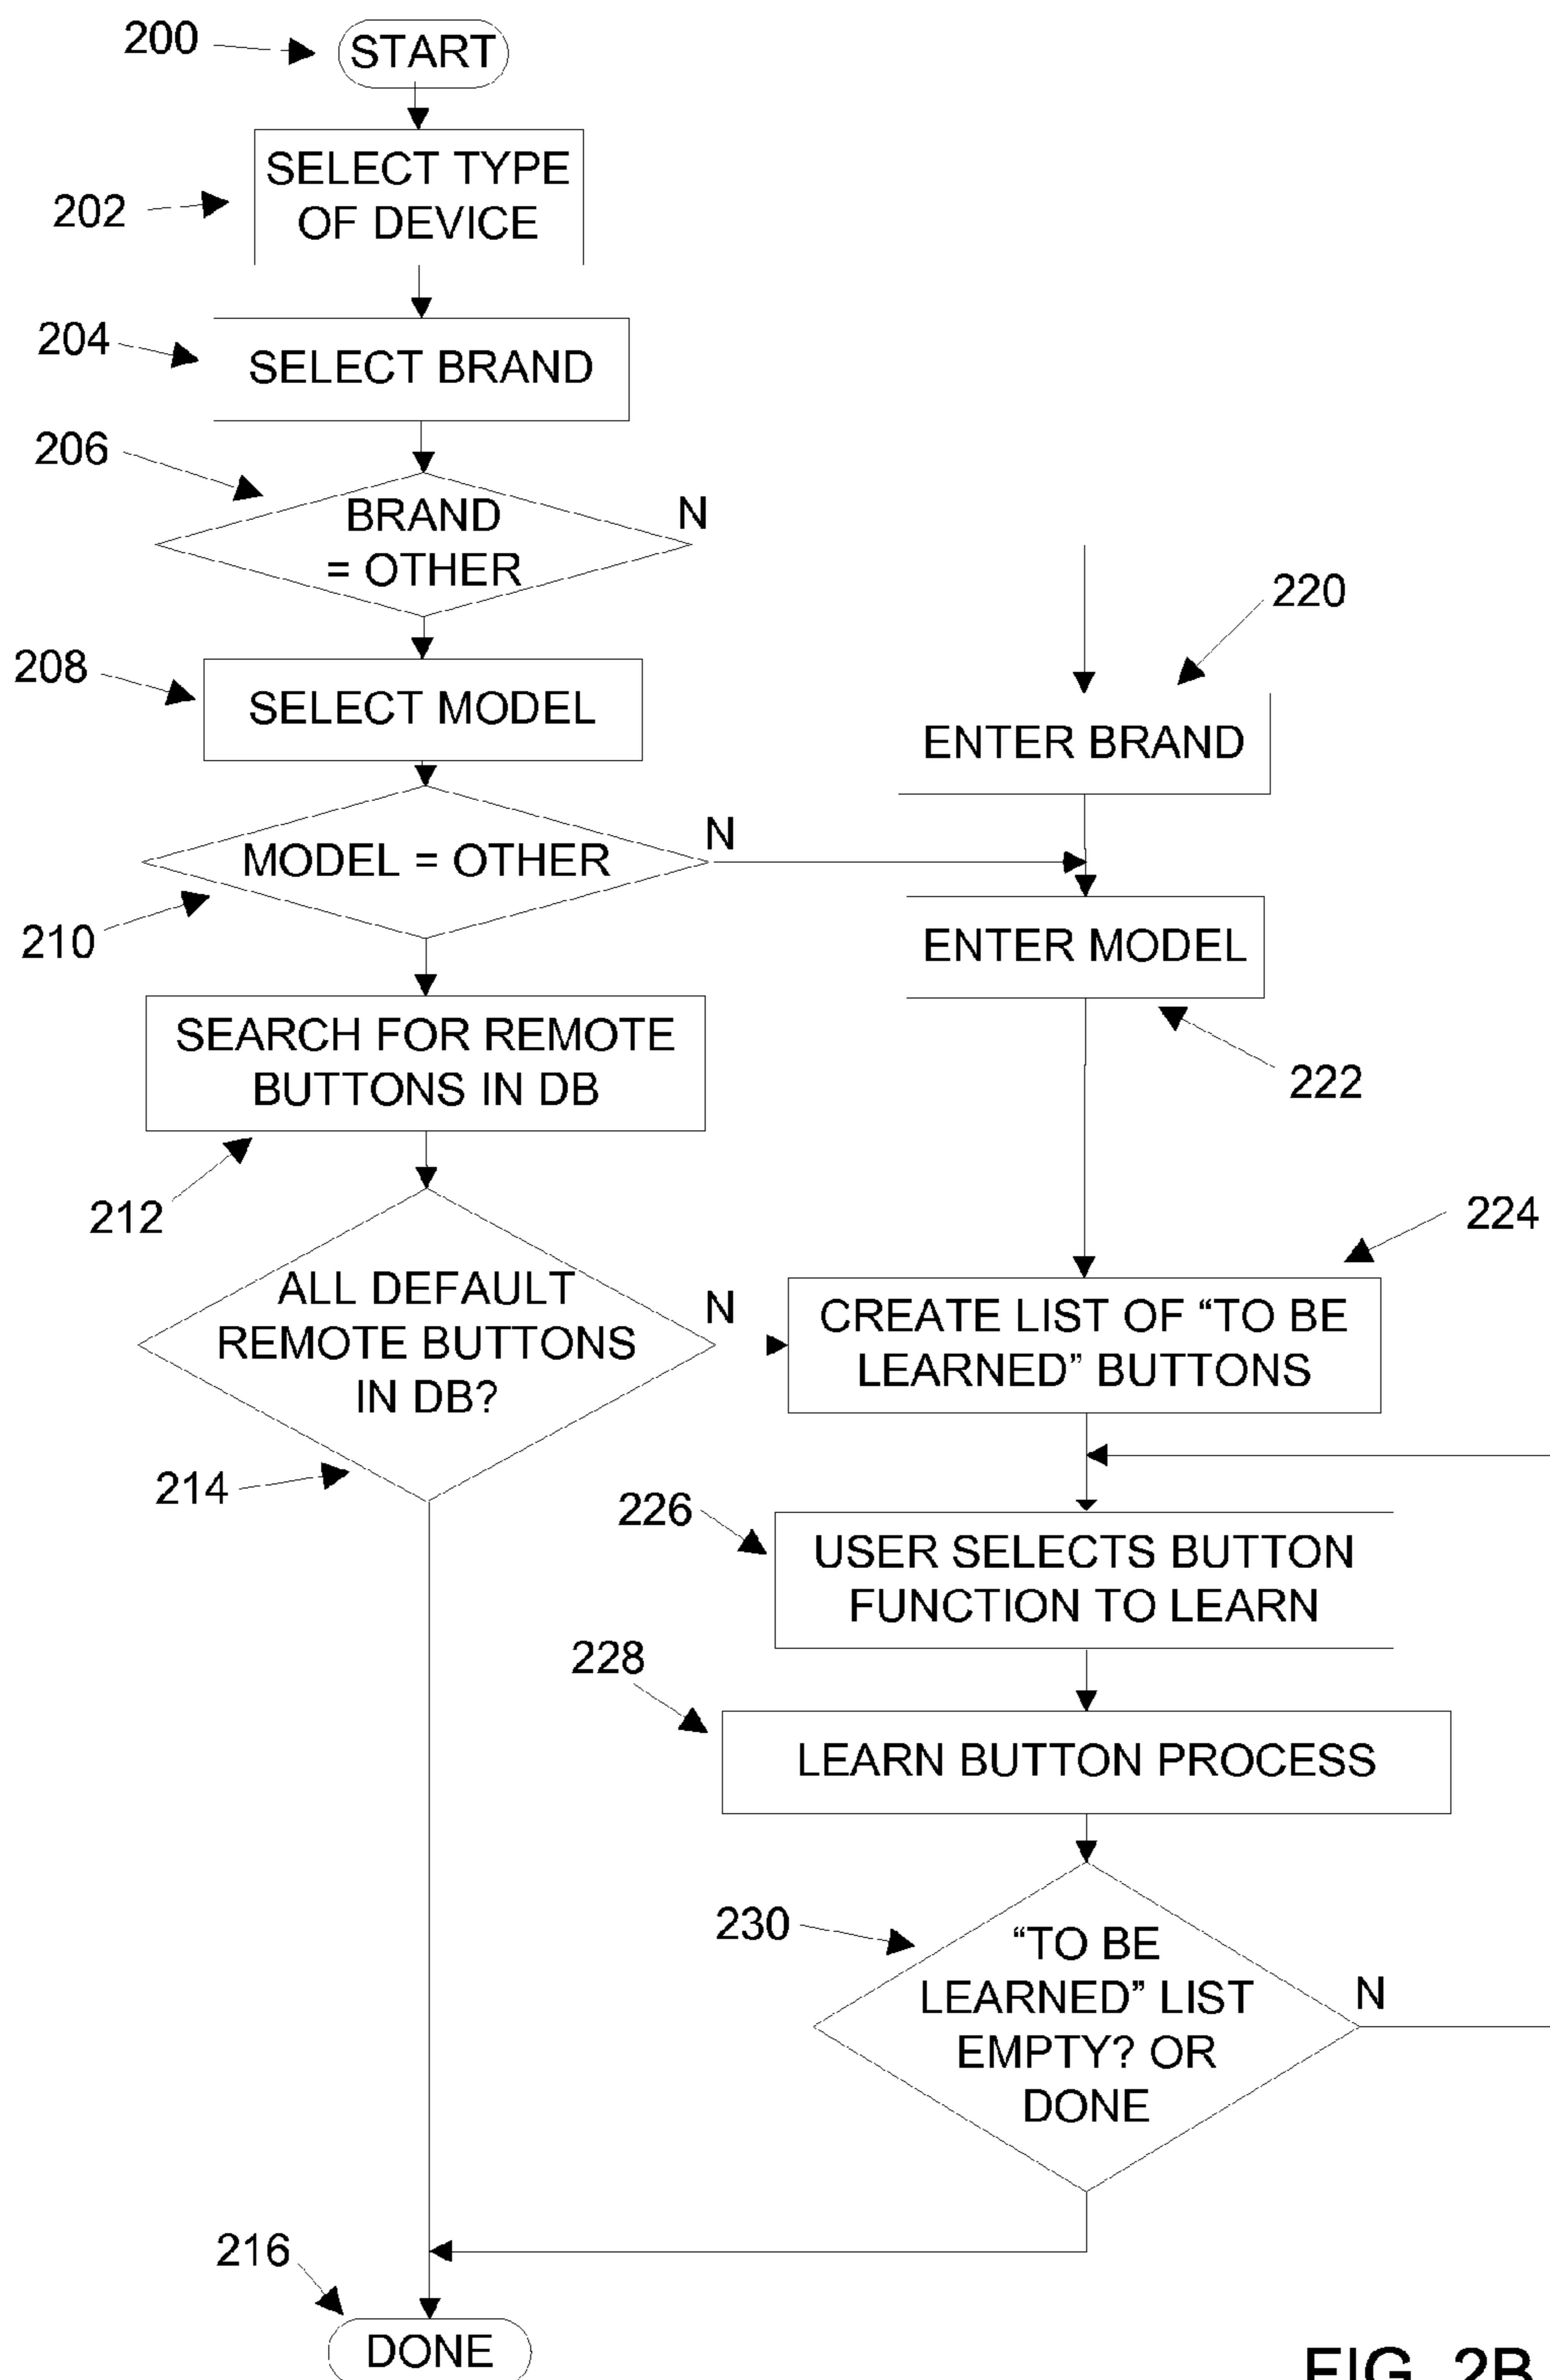 200
START
202
SELECT TYPE
OF DEVICE
204
SELECT BRAND
206
BRAND
= OTHER
N
208
SELECT MODEL
220
ENTER BRAND
210
MODEL = OTHER
N
ENTER MODEL
222
212
SEARCH FOR REMOTE
BUTTONS IN DB
214
ALL DEFAULT
REMOTE BUTTONS
IN DB?
N
224
CREATE LIST OF “TO BE
LEARNED” BUTTONS
226
USER SELECTS BUTTON
FUNCTION TO LEARN
228
LEARN BUTTON PROCESS
230
“TO BE
LEARNED” LIST
EMPTY? OR
DONE
N
216
DONE
FIG. 2B